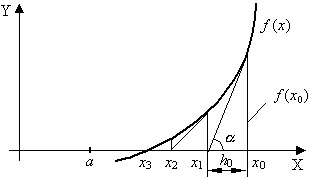 Y
f(x)
f(x₀)
α
a
x₃
x₂
x₁
h₀
x₀
X